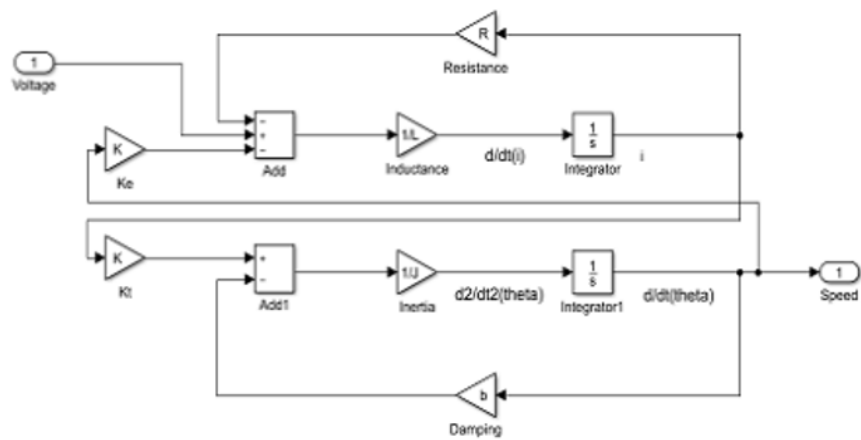 R
Resistance
1
Voltage
−
+
−
Add
1/L
Inductance
d/dt(i)
1
s
Integrator
i
K
Ke
K
Kt
+
−
Add1
1/J
Inertia
d2/dt2(theta)
1
s
Integrator1
d/dt(theta)
1
Speed
b
Damping